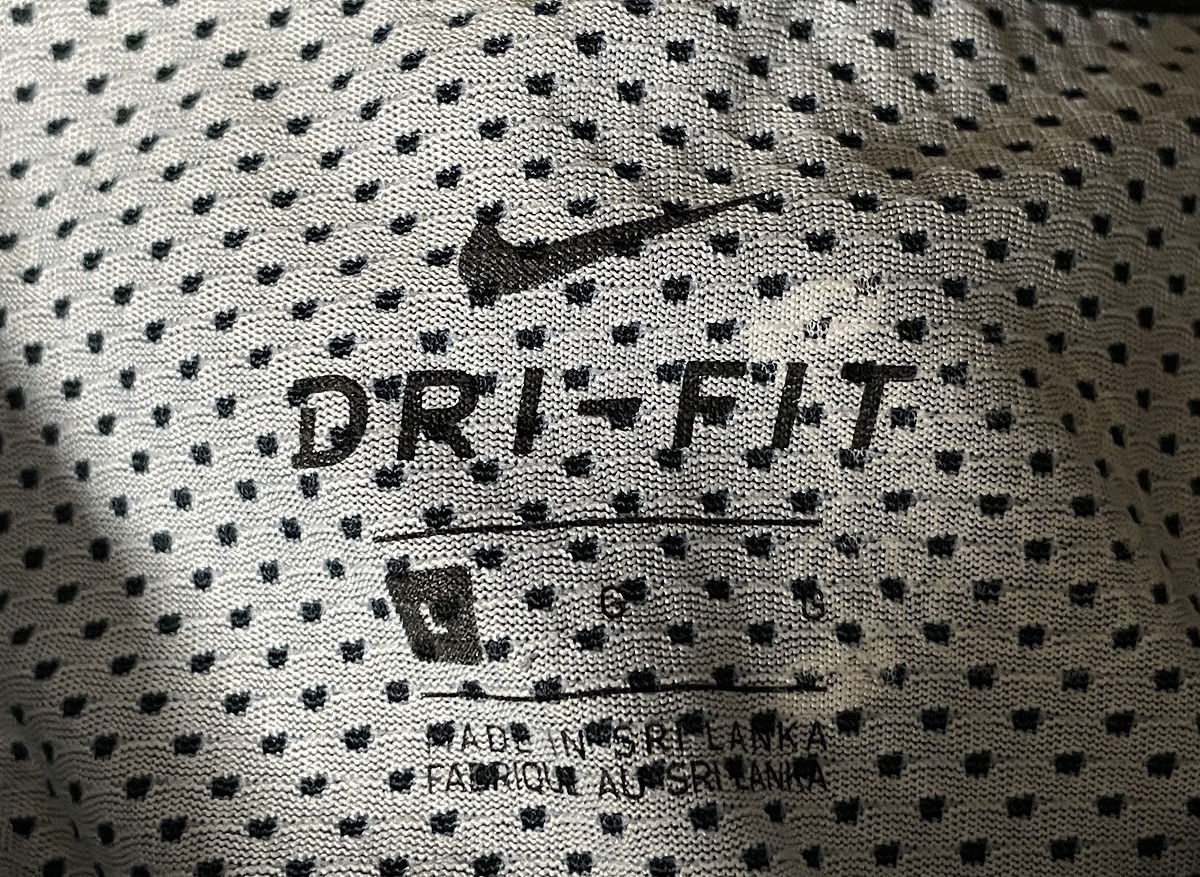 DRI-FIT
L G G
MADE IN SRI LANKA
FABRIQUÉ AU SRI LANKA